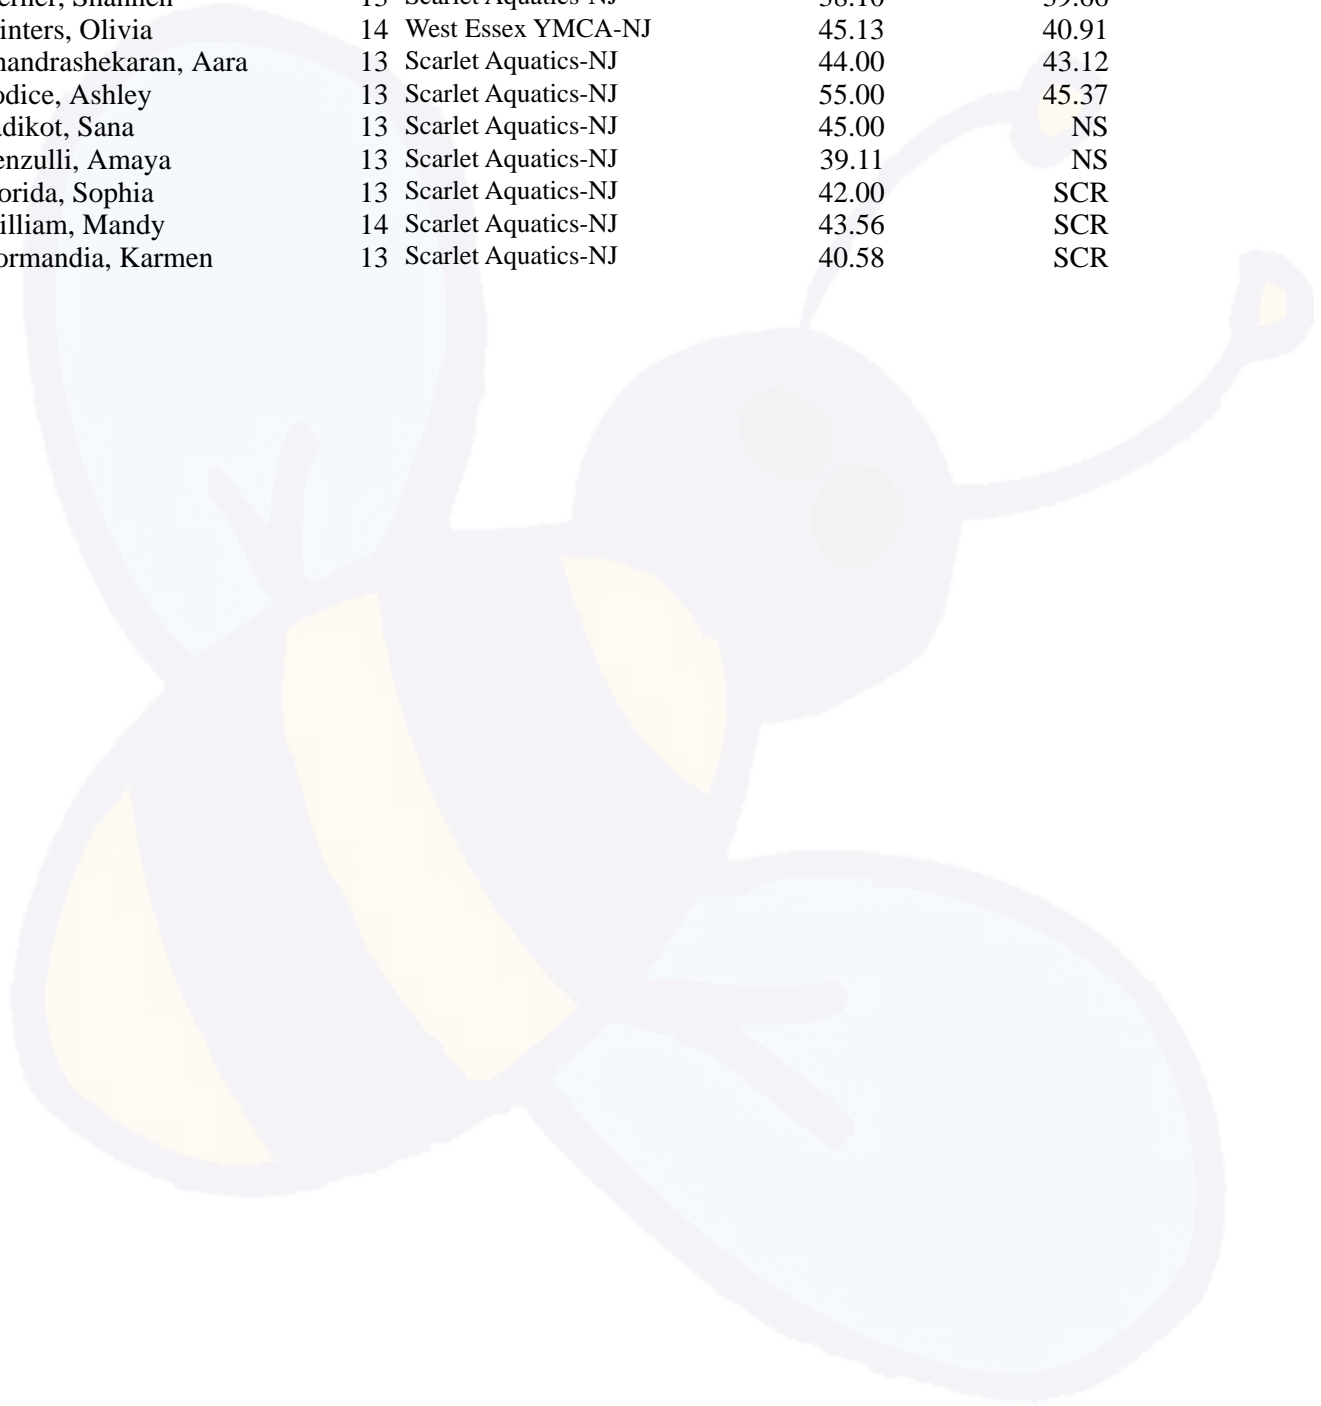 inters, Olivia 14 West Essex YMCA-NJ 45.13 40.91
handrashekaran, Aara 13 Scarlet Aquatics-NJ 44.00 43.12
odice, Ashley 13 Scarlet Aquatics-NJ 55.00 45.37
adikot, Sana 13 Scarlet Aquatics-NJ 45.00 NS
enzulli, Amaya 13 Scarlet Aquatics-NJ 39.11 NS
orida, Sophia 13 Scarlet Aquatics-NJ 42.00 SCR
illiam, Mandy 14 Scarlet Aquatics-NJ 43.56 SCR
ormandia, Karmen 13 Scarlet Aquatics-NJ 40.58 SCR